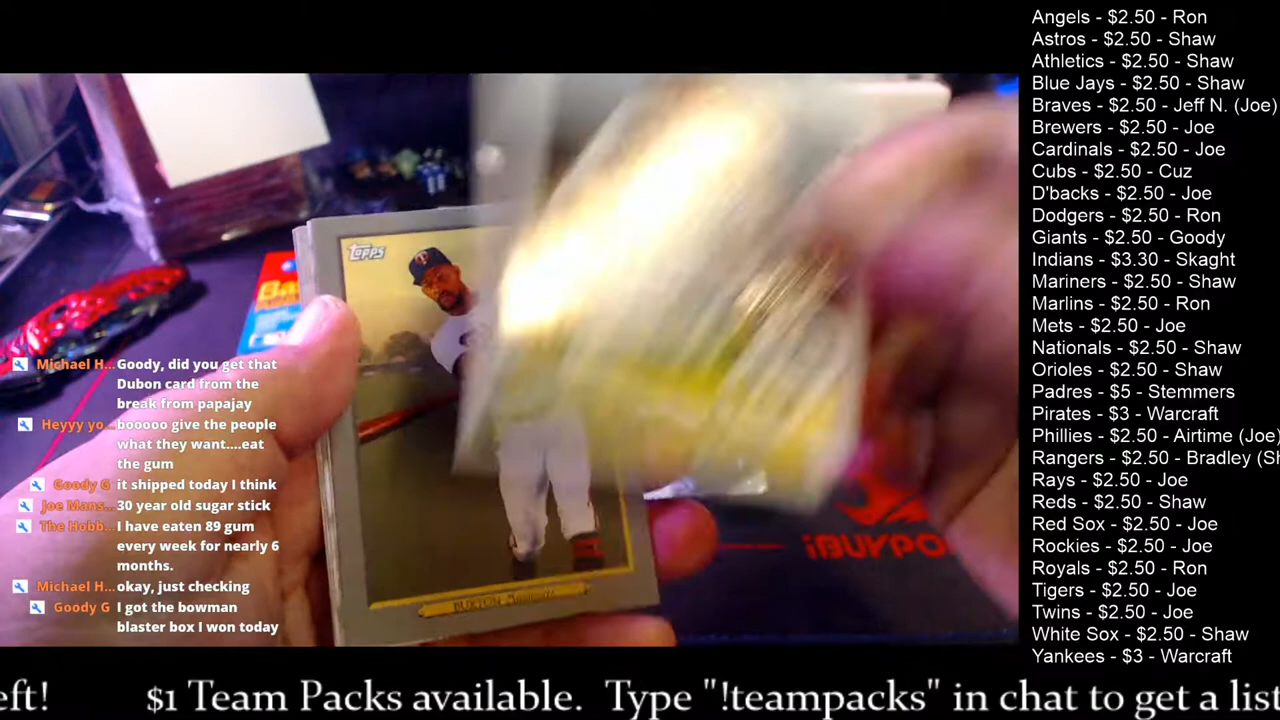 Angels - $2.50 - Ron
Astros - $2.50 - Shaw
Athletics - $2.50 - Shaw
Blue Jays - $2.50 - Shaw
Braves - $2.50 - Jeff N. (Joe)
Brewers - $2.50 - Joe
Cardinals - $2.50 - Joe
Cubs - $2.50 - Cuz
D'backs - $2.50 - Joe
Dodgers - $2.50 - Ron
Giants - $2.50 - Goody
Indians - $3.30 - Skaght
Mariners - $2.50 - Shaw
Marlins - $2.50 - Ron
Mets - $2.50 - Joe
Nationals - $2.50 - Shaw
Orioles - $2.50 - Shaw
Padres - $5 - Stemmers
Pirates - $3 - Warcraft
Phillies - $2.50 - Airtime (Joe)
Rangers - $2.50 - Bradley (Sh
Rays - $2.50 - Joe
Reds - $2.50 - Shaw
Red Sox - $2.50 - Joe
Rockies - $2.50 - Joe
Royals - $2.50 - Ron
Tigers - $2.50 - Joe
Twins - $2.50 - Joe
White Sox - $2.50 - Shaw
Yankees - $3 - Warcraft
TOPPS
Ba
BUXTON
iBUYPO
Michael H... Goody, did you get that
Dubon card from the
break from papajay
Heyyy yo... booooo give the people
what they want....eat
the gum
Goody G it shipped today I think
Joe Mans... 30 year old sugar stick
The Hobb... I have eaten 89 gum
every week for nearly 6
months.
Michael H... okay, just checking
Goody G I got the bowman
blaster box I won today
eft! $1 Team Packs available. Type "!teampacks" in chat to get a list